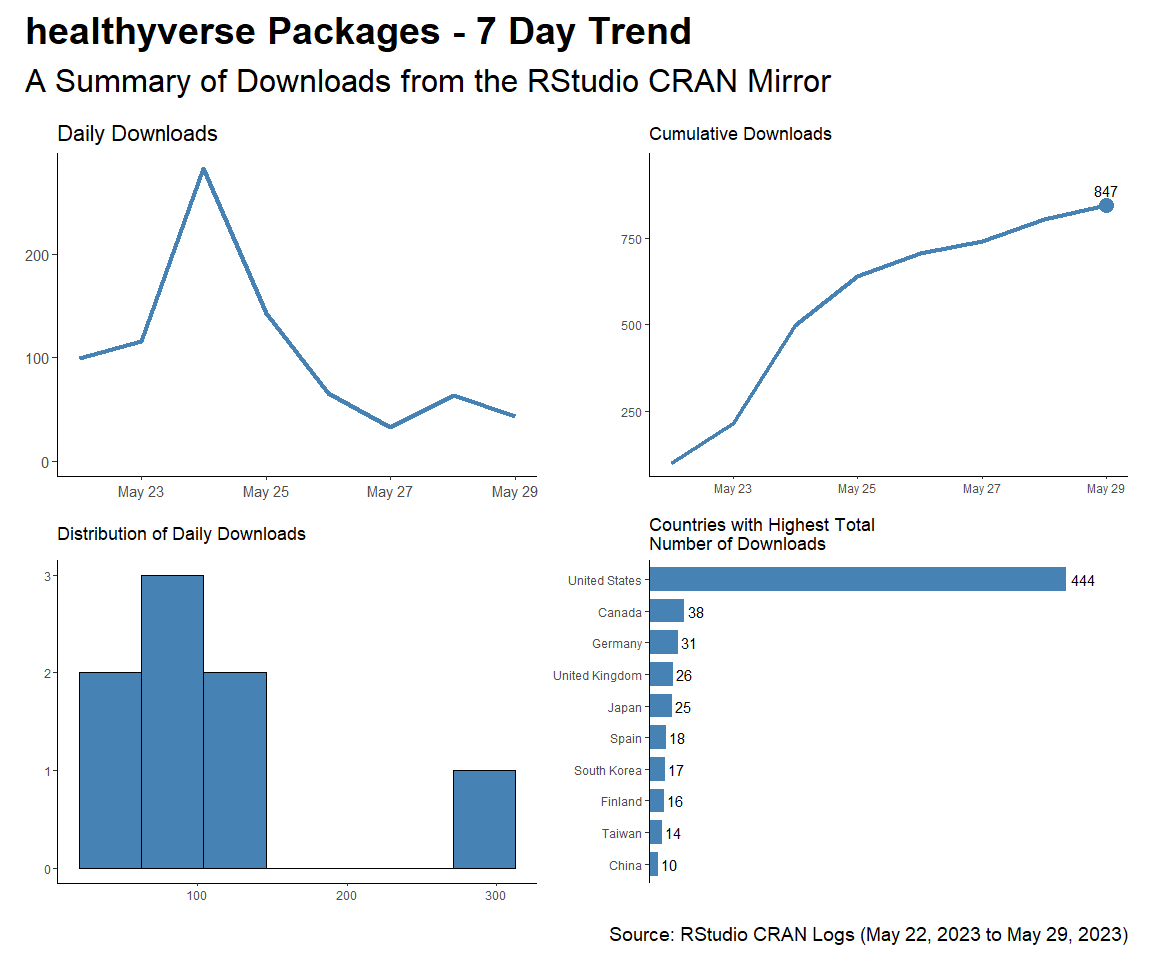 healthyverse Packages - 7 Day Trend
A Summary of Downloads from the RStudio CRAN Mirror
Daily Downloads
200
100
0
May 23 May 25 May 27 May 29
Cumulative Downloads
847
750
500
250
May 23 May 25 May 27 May 29
Distribution of Daily Downloads
3
2
1
0
100 200 300
Countries with Highest Total
Number of Downloads
United States 444
Canada 38
Germany 31
United Kingdom 26
Japan 25
Spain 18
South Korea 17
Finland 16
Taiwan 14
China 10
Source: RStudio CRAN Logs (May 22, 2023 to May 29, 2023)